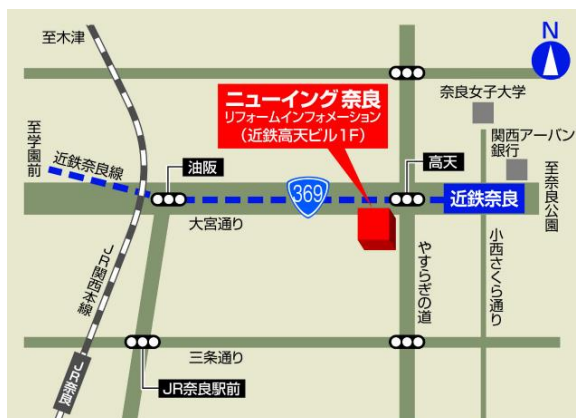 至木津
N
ニューイング奈良
リフォームインフォメーション
(近鉄高天ビル1F)
奈良女子大学
関西アーバン
銀行
至学園前
近鉄奈良線
油阪
369
高天
近鉄奈良
至奈良公園
大宮通り
JR関西本線
やすらぎの道
小西さくら通り
三条通り
JR奈良
JR奈良駅前